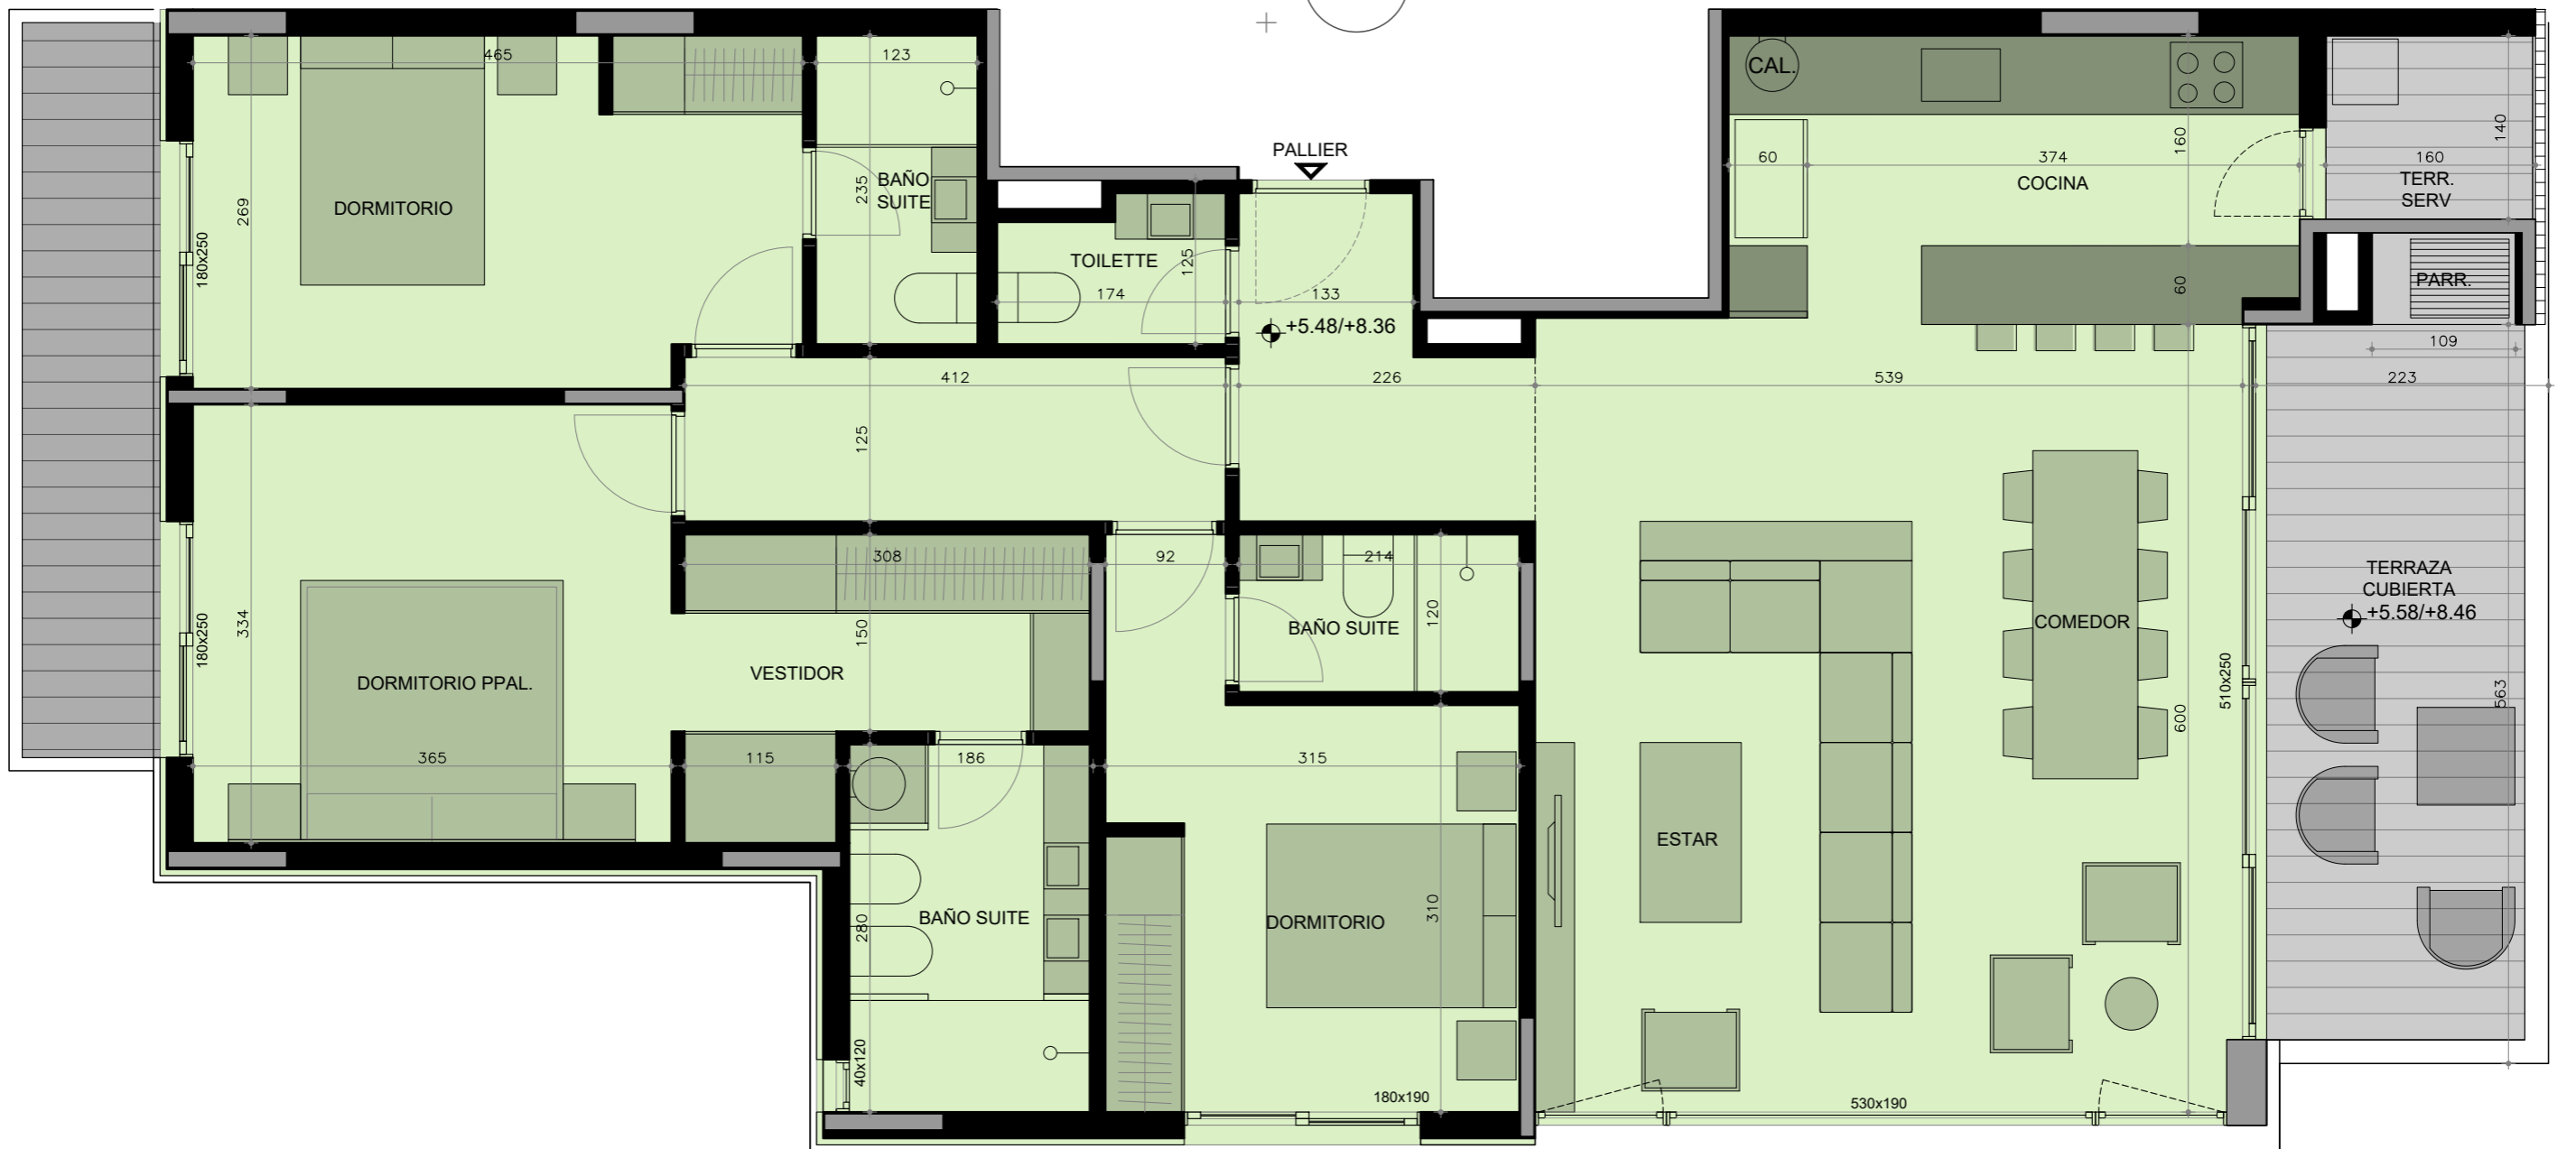 465
123
CAL.
PALLIER
160
140
60
374
COCINA
160
TERR.
SERV
235
BAÑO
SUITE
DORMITORIO
269
180x250
TOILETTE
125
174
133
+5.48/+8.36
60
PARR.
109
412
226
539
223
125
308
92
214
TERRAZA
CUBIERTA
+5.58/+8.46
120
BAÑO SUITE
COMEDOR
334
180x250
150
VESTIDOR
DORMITORIO PPAL.
510x250
563
600
365
115
186
315
ESTAR
310
280
BAÑO SUITE
DORMITORIO
40x120
180x190
530x190